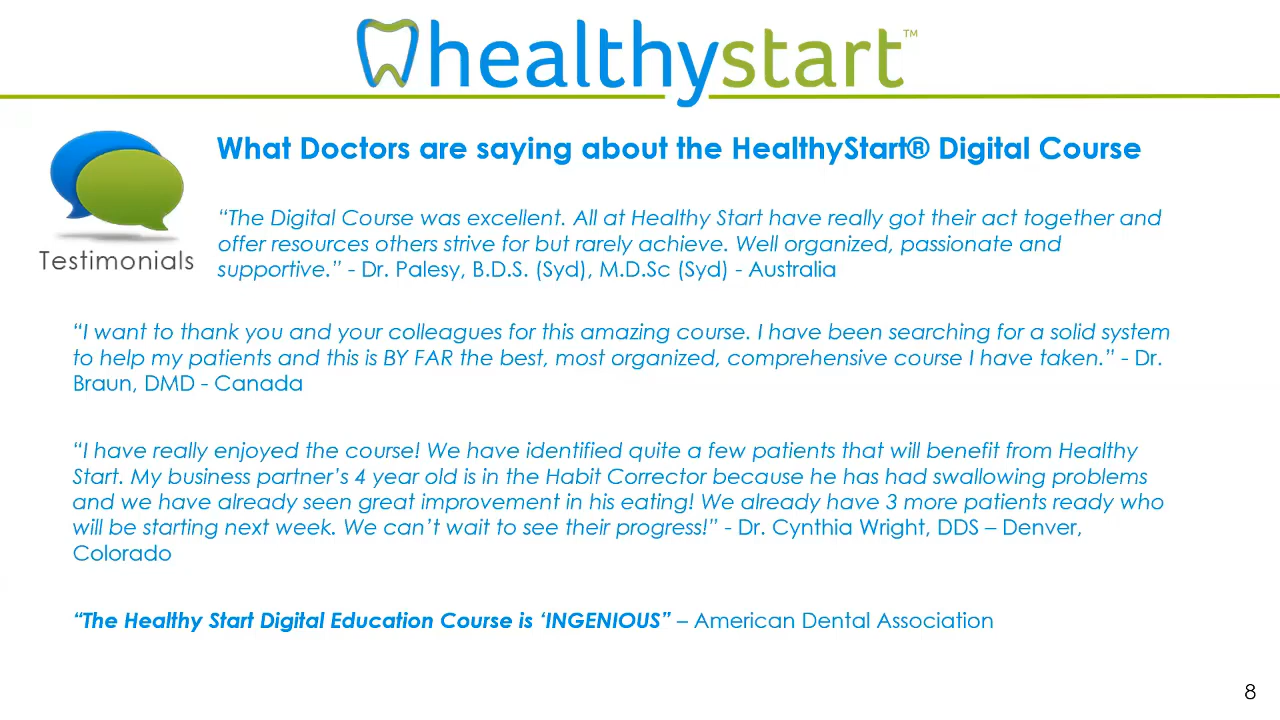 healthystart™
What Doctors are saying about the HealthyStart® Digital Course
Testimonials
“The Digital Course was excellent. All at Healthy Start have really got their act together and
offer resources others strive for but rarely achieve. Well organized, passionate and
supportive.” - Dr. Palesy, B.D.S. (Syd), M.D.Sc (Syd) - Australia
“I want to thank you and your colleagues for this amazing course. I have been searching for a solid system
to help my patients and this is BY FAR the best, most organized, comprehensive course I have taken.” - Dr.
Braun, DMD - Canada
“I have really enjoyed the course! We have identified quite a few patients that will benefit from Healthy
Start. My business partner’s 4 year old is in the Habit Corrector because he has had swallowing problems
and we have already seen great improvement in his eating! We already have 3 more patients ready who
will be starting next week. We can’t wait to see their progress!” - Dr. Cynthia Wright, DDS – Denver,
Colorado
“The Healthy Start Digital Education Course is ‘INGENIOUS” – American Dental Association
8